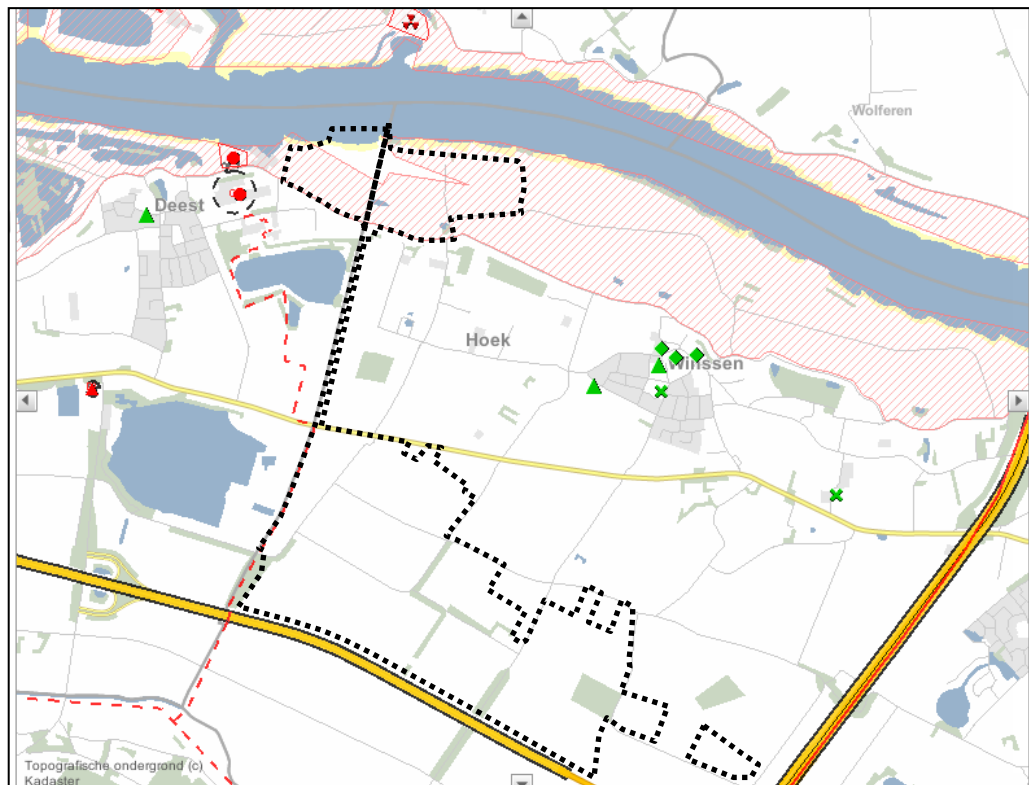 Wolferen
Deest
Hoek
Winssen
Topografische ondergrond (c)
Kadaster